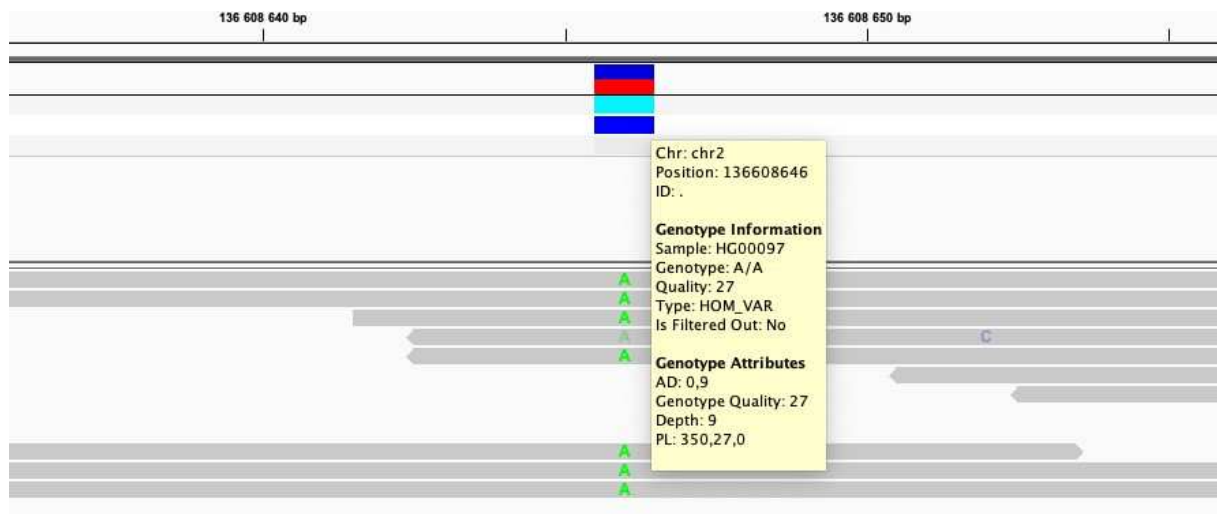 136 608 640 bp 136 608 650 bp
Chr: chr2
Position: 136608646
ID: .
Genotype Information
Sample: HG00097
Genotype: A/A
Quality: 27
Type: HOM_VAR
Is Filtered Out: No
Genotype Attributes
AD: 0,9
Genotype Quality: 27
Depth: 9
PL: 350,27,0
A
A
A
A C
A
A
A
A